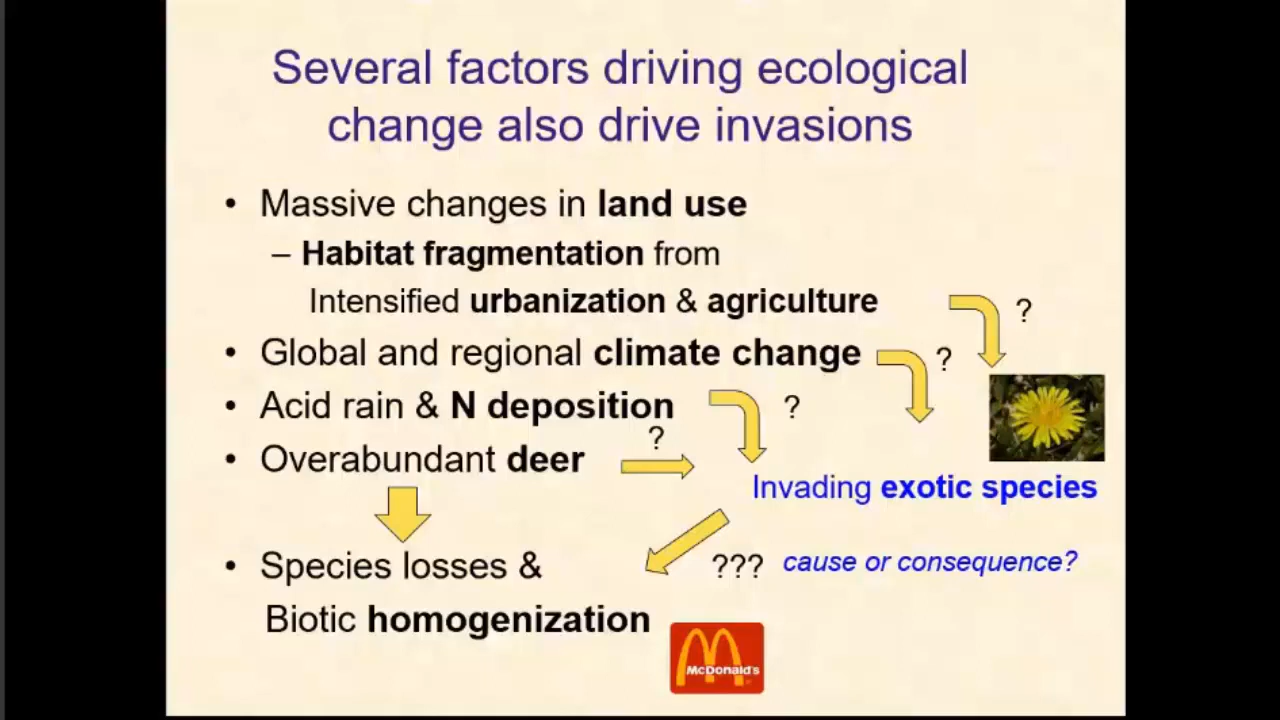 Several factors driving ecological
change also drive invasions
• Massive changes in land use
– Habitat fragmentation from
Intensified urbanization & agriculture
?
• Global and regional climate change
?
• Acid rain & N deposition
?
• Overabundant deer
?
Invading exotic species
• Species losses &
??? cause or consequence?
Biotic homogenization
McDonald's